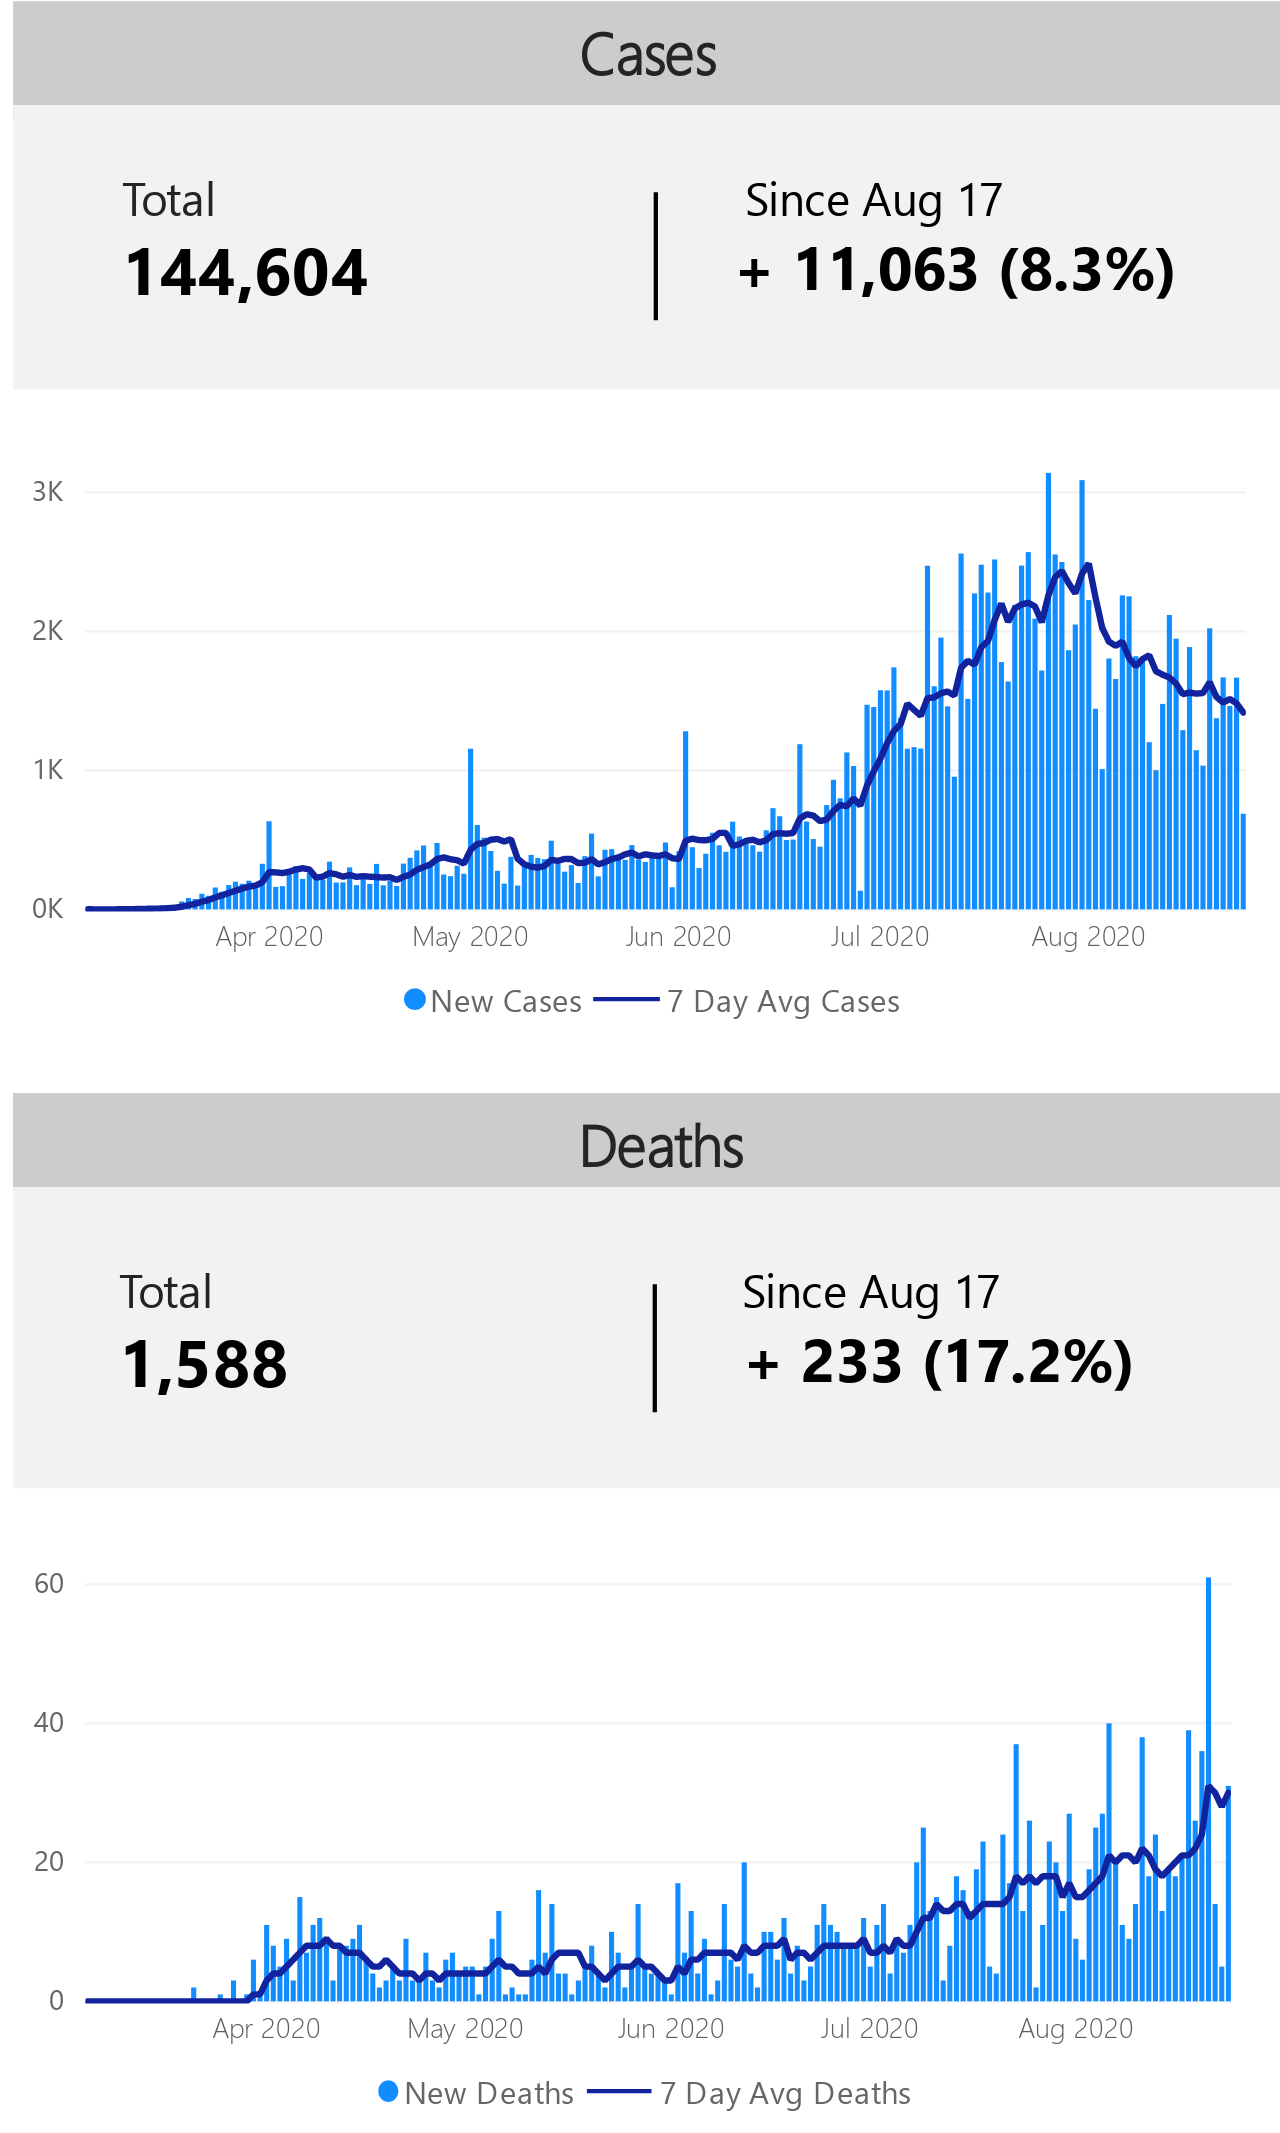 Cases
Total
Since Aug 17
144,604
+ 11,063 (8.3%)
3K
2K
1K
0K
Apr 2020
May 2020
Jun 2020
Jul 2020
Aug 2020
New Cases
7 Day Avg Cases
Deaths
Total
Since Aug 17
1,588
+ 233 (17.2%)
60
40
20
0
Apr 2020
May 2020
Jun 2020
Jul 2020
Aug 2020
New Deaths
7 Day Avg Deaths